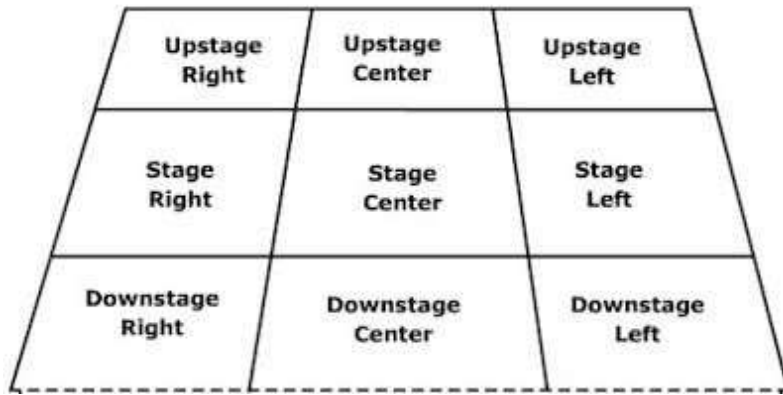 Upstage
Right
Upstage
Center
Upstage
Left
Stage
Right
Stage
Center
Stage
Left
Downstage
Right
Downstage
Center
Downstage
Left